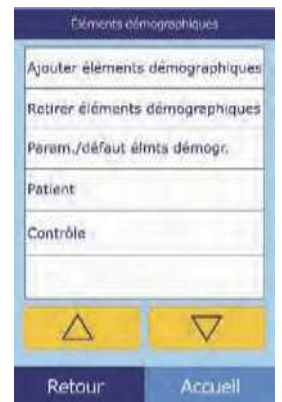 Éléments démographiques
Ajouter éléments démographiques
Retirer éléments démographiques
Param./défaut élmts démogr.
Patient
Contrôle
Retour
Accueil